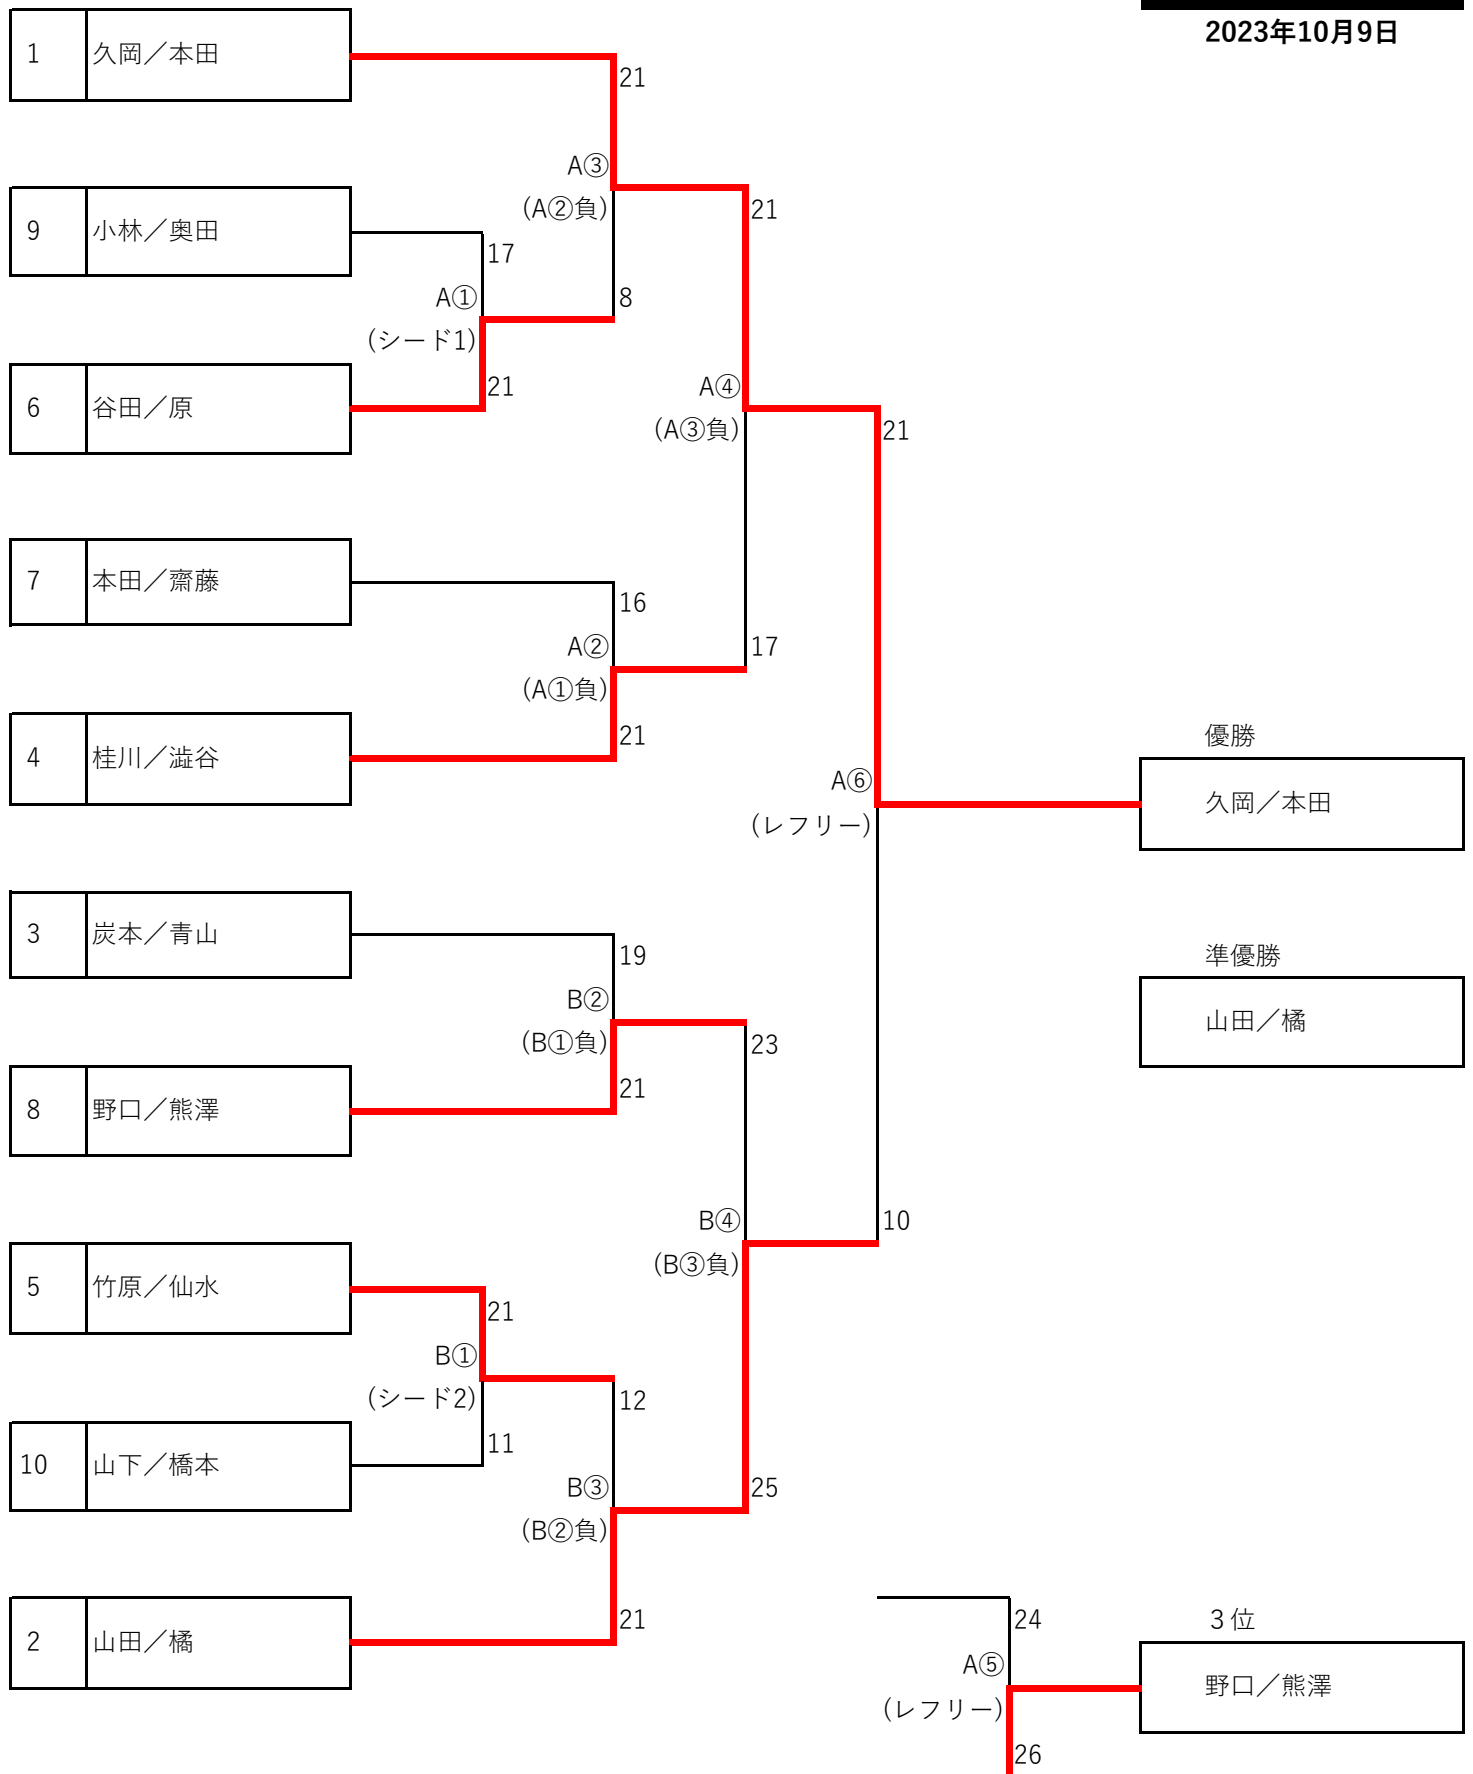 2023年10月9日
1 久岡／本田
21
A③
(A②負)
9 小林／奥田
21
17
A①
8
(シード1)
6 谷田／原
21
A④
(A③負)
21
7 本田／齋藤
16
A②
17
(A①負)
4 桂川／澁谷
21
優勝
A⑥
久岡／本田
(レフリー)
3 炭本／青山
19
準優勝
B②
山田／橘
(B①負)
23
8 野口／熊澤
21
B④
10
(B③負)
5 竹原／仙水
21
B①
(シード2)
12
11
10 山下／橋本
B③
25
(B②負)
2 山田／橘
21
24
3位
A⑤
野口／熊澤
(レフリー)
26